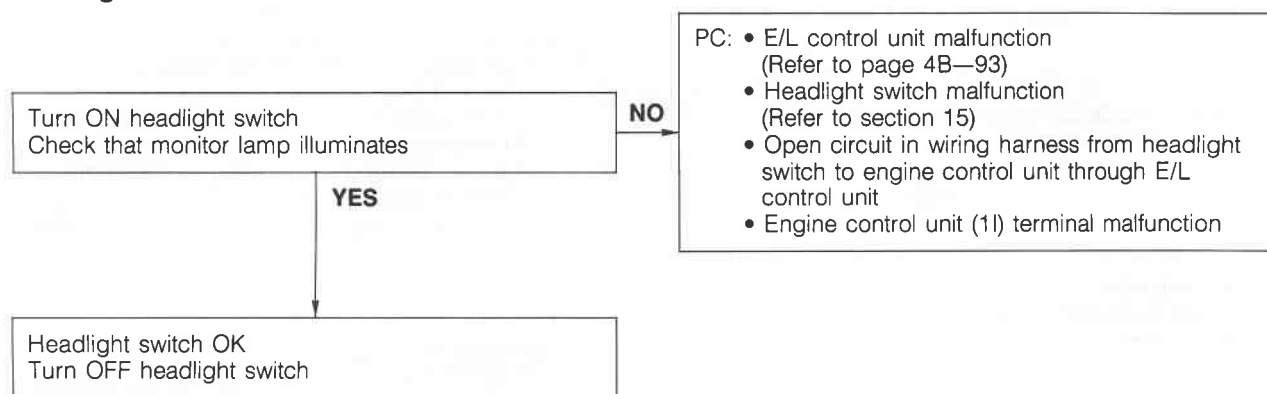 Turn ON headlight switch
Check that monitor lamp illuminates
NO
PC: • E/L control unit malfunction
(Refer to page 4B—93)
• Headlight switch malfunction
(Refer to section 15)
• Open circuit in wiring harness from headlight
switch to engine control unit through E/L
control unit
• Engine control unit (1I) terminal malfunction
YES
Headlight switch OK
Turn OFF headlight switch